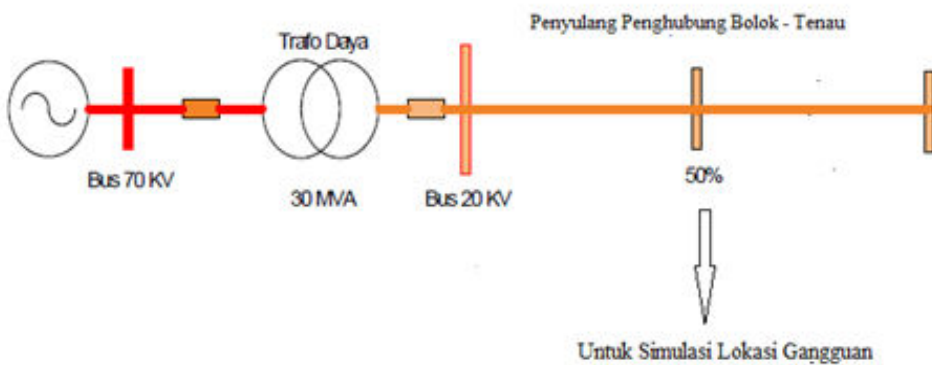 Penyulang Penghubung Bolok - Tenau
Trafo Daya
Bus 70 KV
30 MVA
Bus 20 KV
50%
Untuk Simulasi Lokasi Gangguan